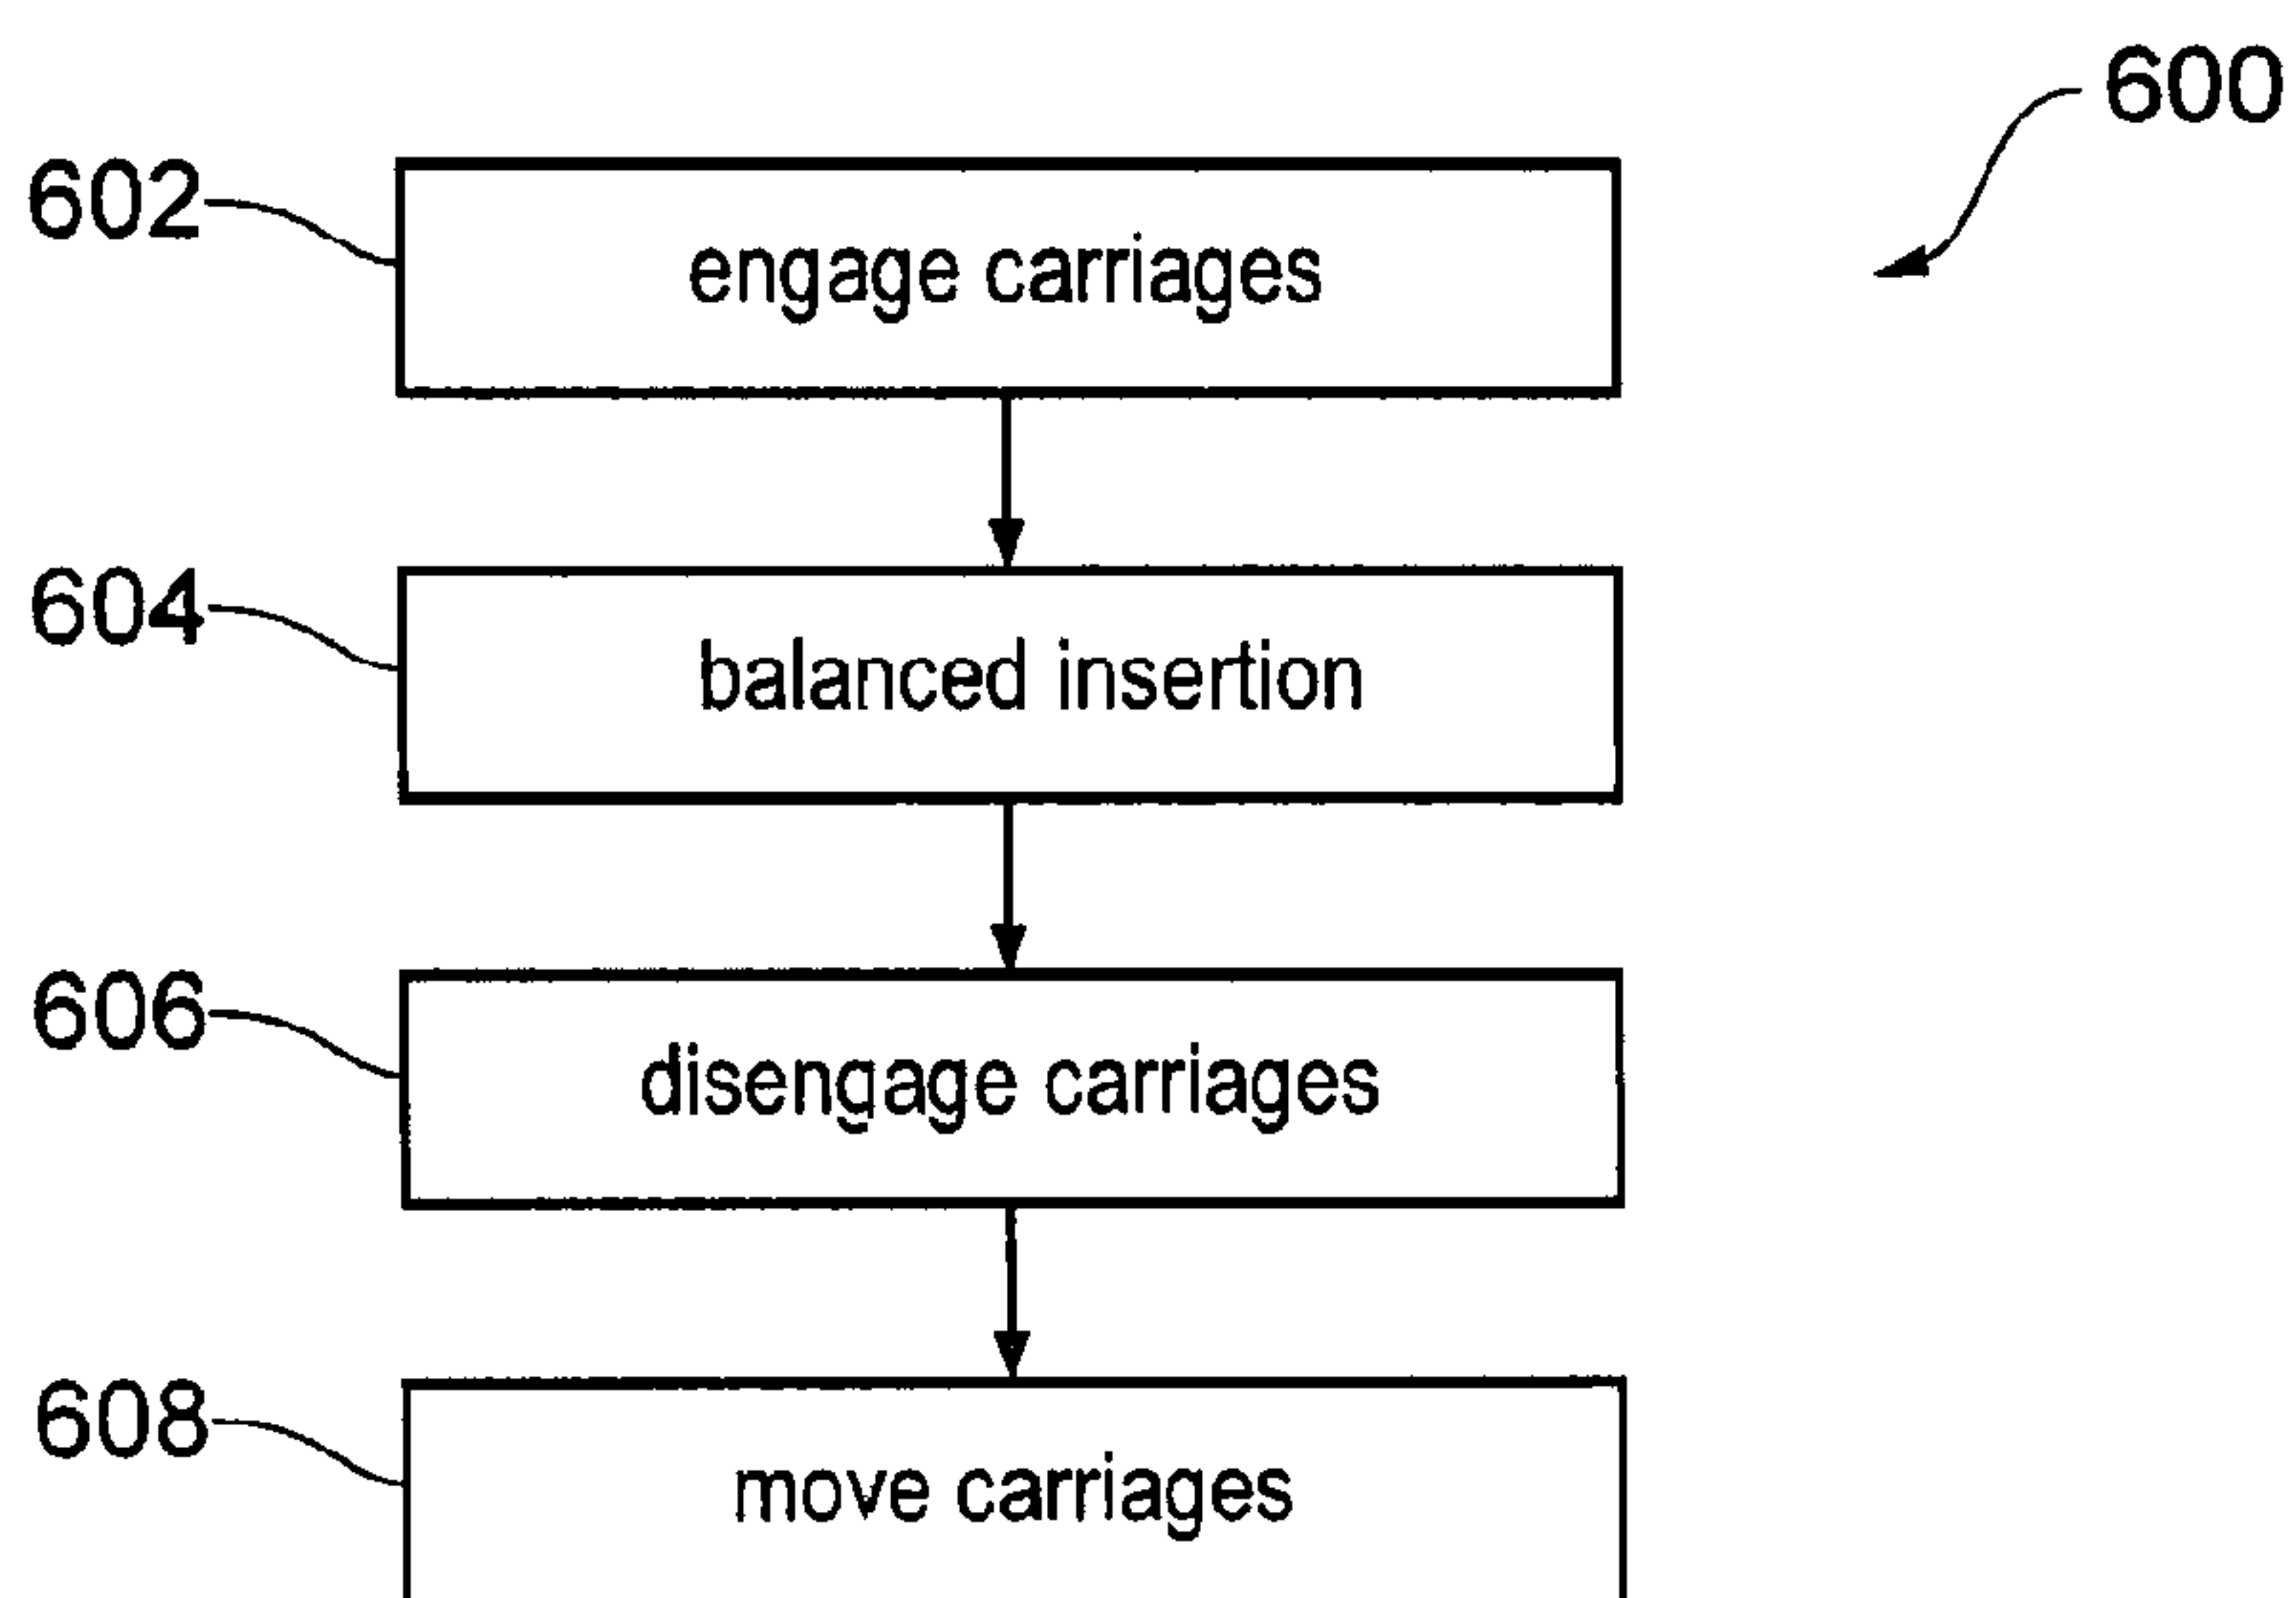 600
602
engage carriages
604
balanced insertion
606
disengage carriages
608
move carriages